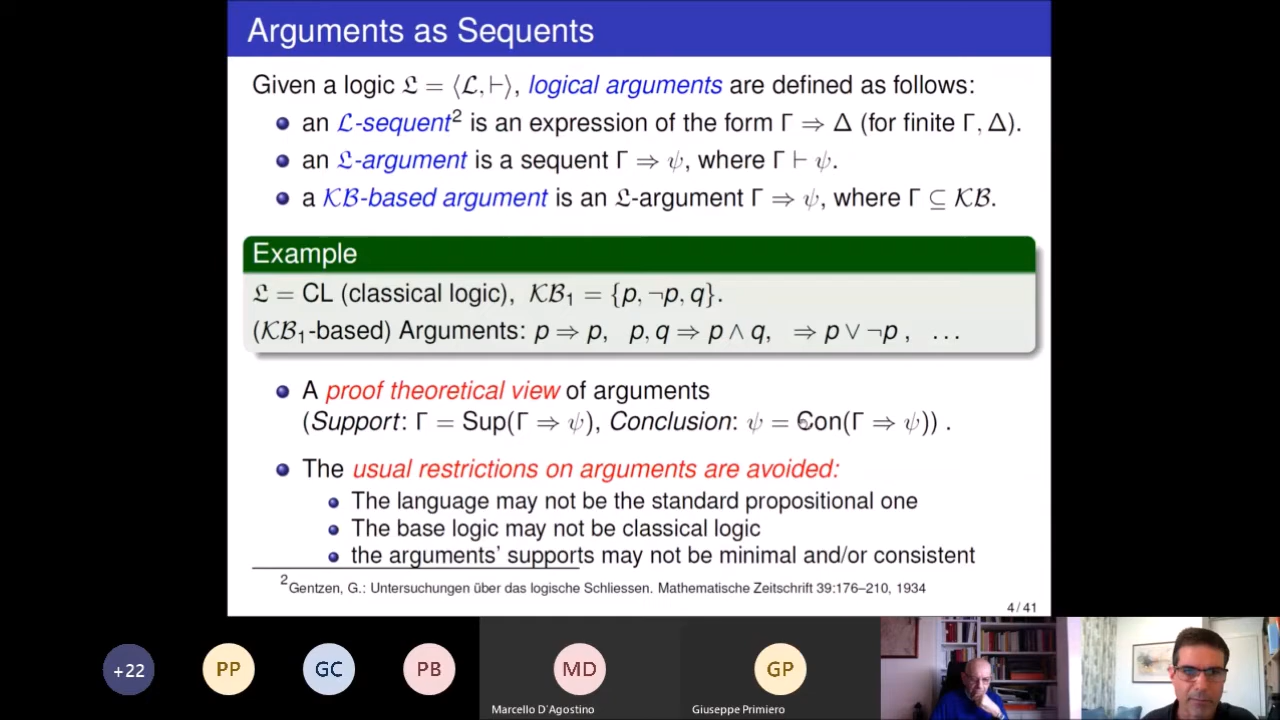 Arguments as Sequents
Given a logic 𝔏 = ⟨ℒ, ⊢⟩, logical arguments are defined as follows:
an ℒ-sequent² is an expression of the form Γ ⇒ Δ (for finite Γ, Δ).
an 𝔏-argument is a sequent Γ ⇒ ψ, where Γ ⊢ ψ.
a 𝒦ℬ-based argument is an 𝔏-argument Γ ⇒ ψ, where Γ ⊆ 𝒦ℬ.
Example
𝔏 = CL (classical logic), 𝒦ℬ₁ = {p, ¬p, q}.
(𝒦ℬ₁-based) Arguments: p ⇒ p, p, q ⇒ p ∧ q, ⇒ p ∨ ¬p , ...
A proof theoretical view of arguments
(Support: Γ = Sup(Γ ⇒ ψ), Conclusion: ψ = Con(Γ ⇒ ψ)) .
The usual restrictions on arguments are avoided:
The language may not be the standard propositional one
The base logic may not be classical logic
the arguments' supports may not be minimal and/or consistent
²Gentzen, G.: Untersuchungen über das logische Schliessen. Mathematische Zeitschrift 39:176–210, 1934
4 / 41
+22 PP GC PB MD GP
Marcello D'Agostino Giuseppe Primiero